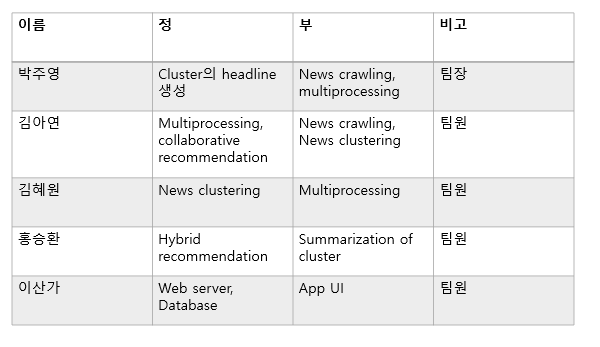 이름 정 부 비고
박주영 Cluster의 headline News crawling, 팀장
생성 multiprocessing
김아연 Multiprocessing, News crawling, 팀원
collaborative News clustering
recommendation
김혜원 News clustering Multiprocessing 팀원
홍승환 Hybrid Summarization of 팀원
recommendation cluster
이산가 Web server, App UI 팀원
Database